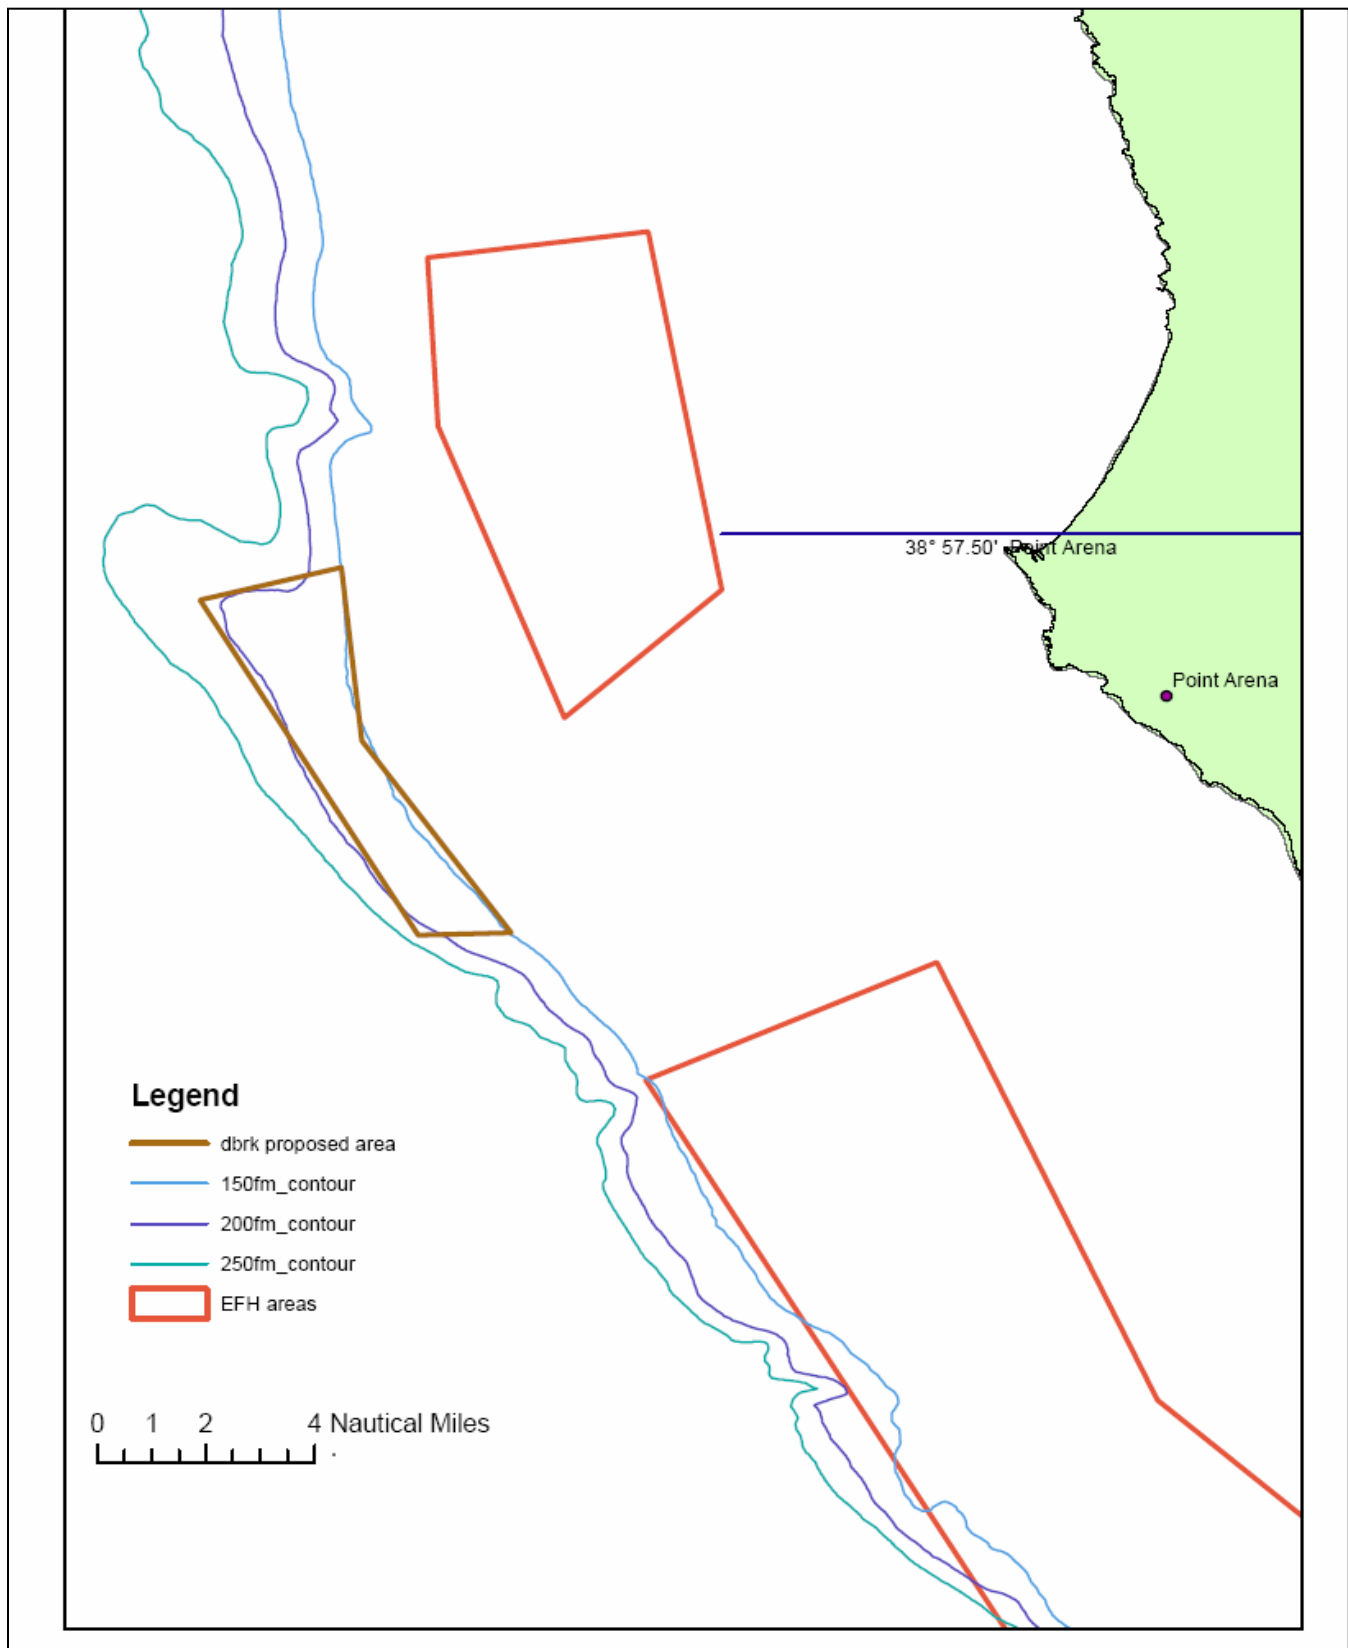 38° 57.50' Point Arena
Point Arena
Legend
dbrk proposed area
150fm_contour
200fm_contour
250fm_contour
EFH areas
0 1 2 4 Nautical Miles